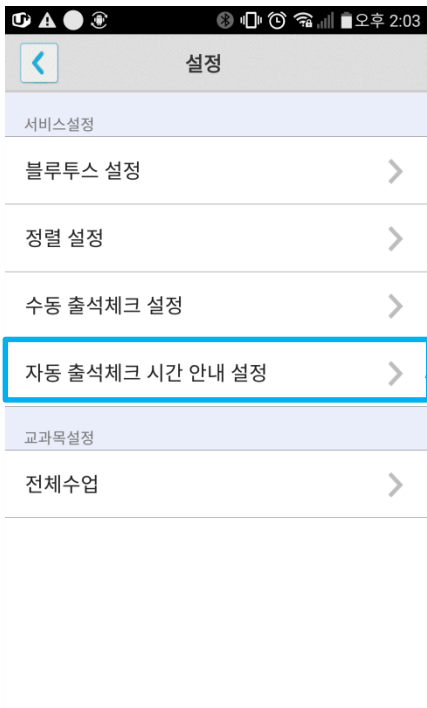 오후 2:03
설정
서비스설정
블루투스 설정
정렬 설정
수동 출석체크 설정
자동 출석체크 시간 안내 설정
교과목설정
전체수업